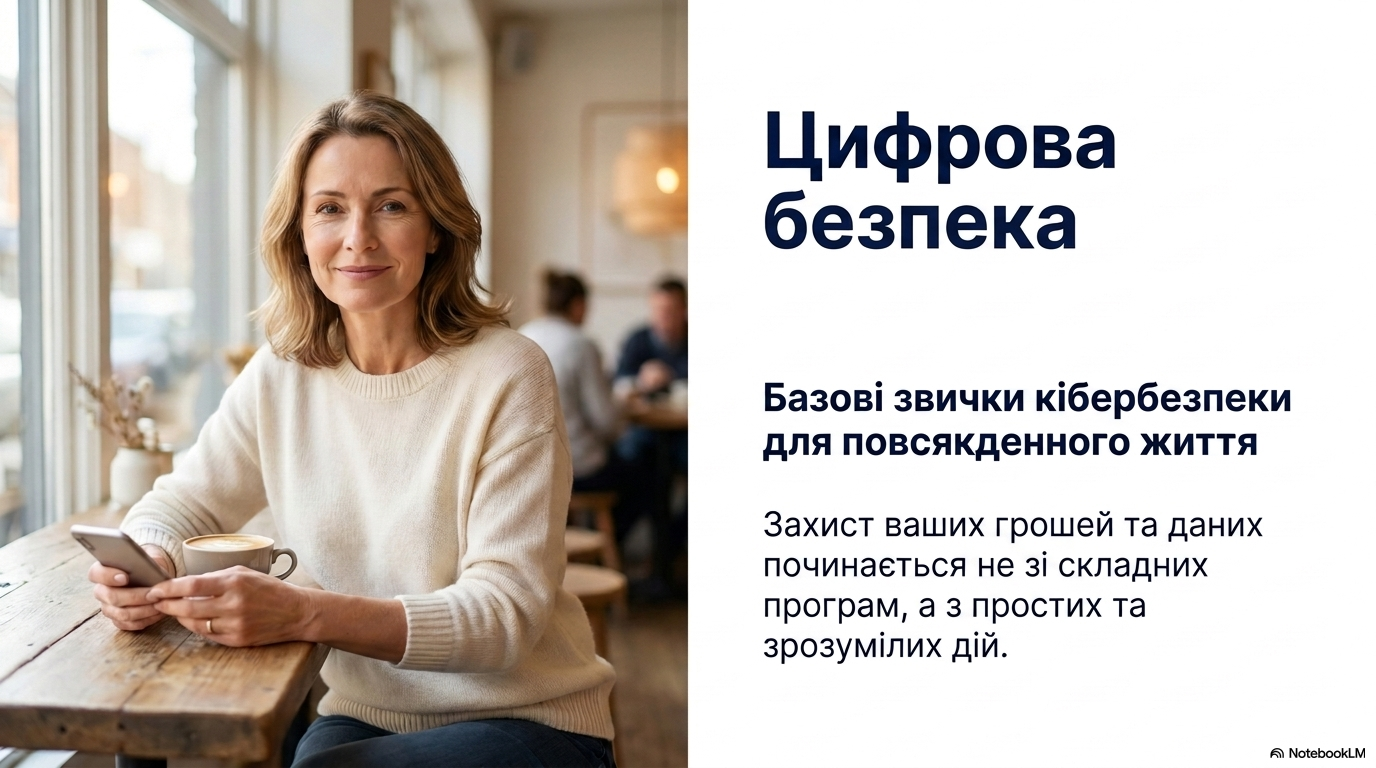 Цифрова
безпека
Базові звички кібербезпеки
для повсякденного життя
Захист ваших грошей та даних
починається не зі складних
програм, а з простих та
зрозумілих дій.
NotebookLM